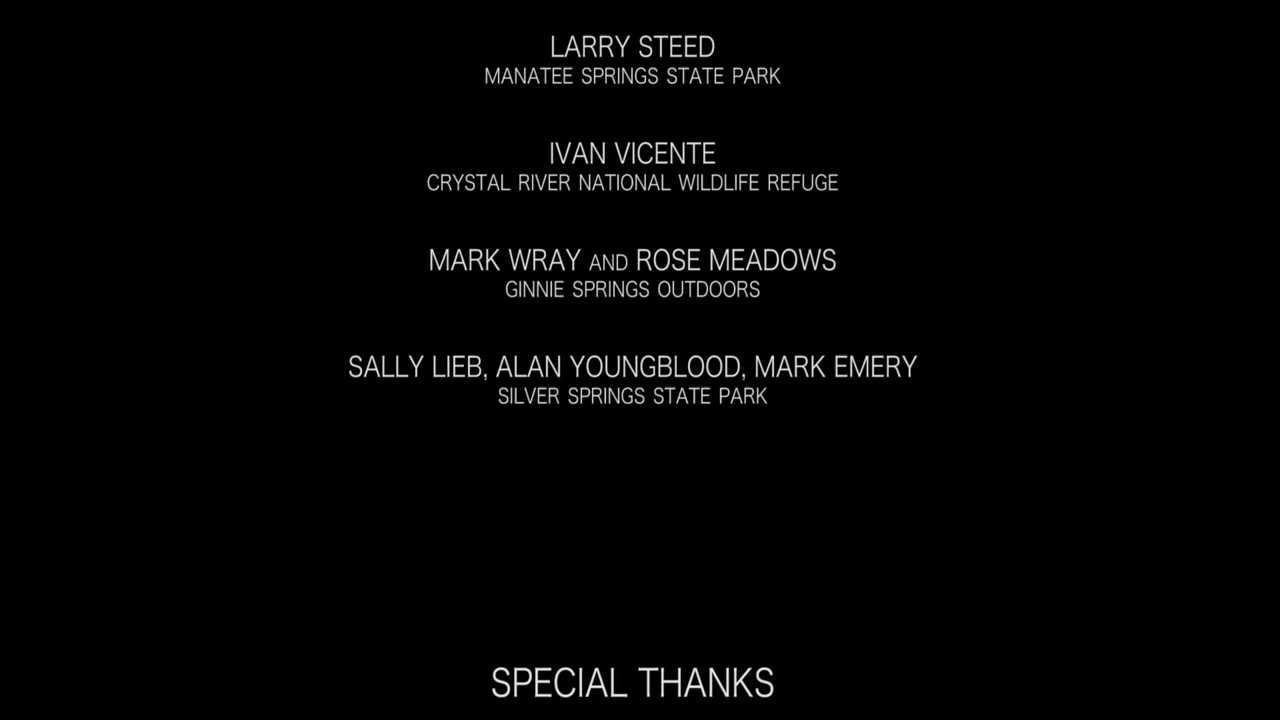 LARRY STEED
MANATEE SPRINGS STATE PARK
IVAN VICENTE
CRYSTAL RIVER NATIONAL WILDLIFE REFUGE
MARK WRAY AND ROSE MEADOWS
GINNIE SPRINGS OUTDOORS
SALLY LIEB, ALAN YOUNGBLOOD, MARK EMERY
SILVER SPRINGS STATE PARK
SPECIAL THANKS